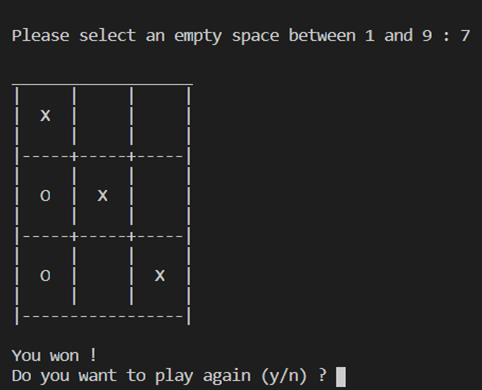 Please select an empty space between 1 and 9 : 7
X
O X
O X
You won !
Do you want to play again (y/n) ?